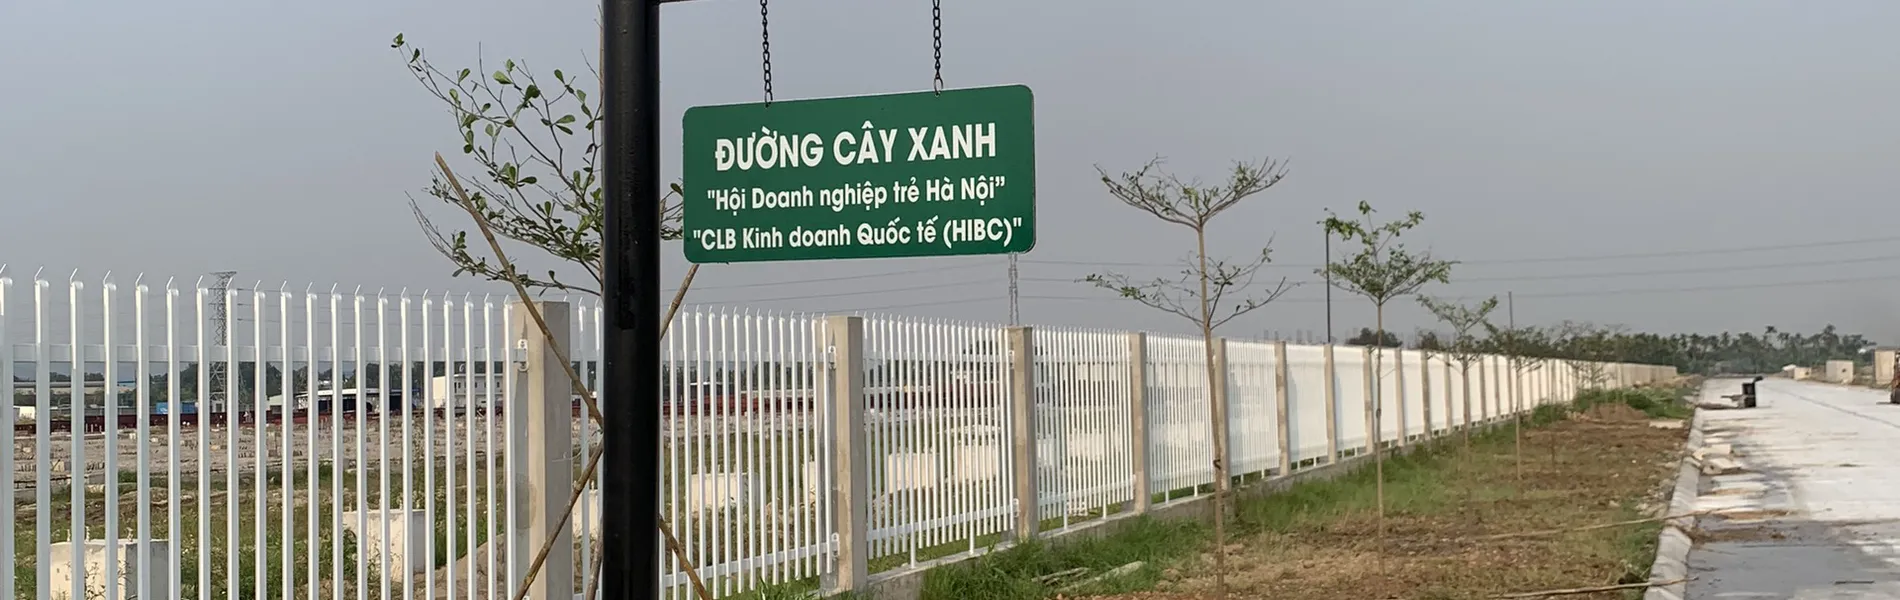 ĐƯỜNG CÂY XANH
"Hội Doanh nghiệp trẻ Hà Nội”
"CLB Kinh doanh Quốc tế (HIBC)"